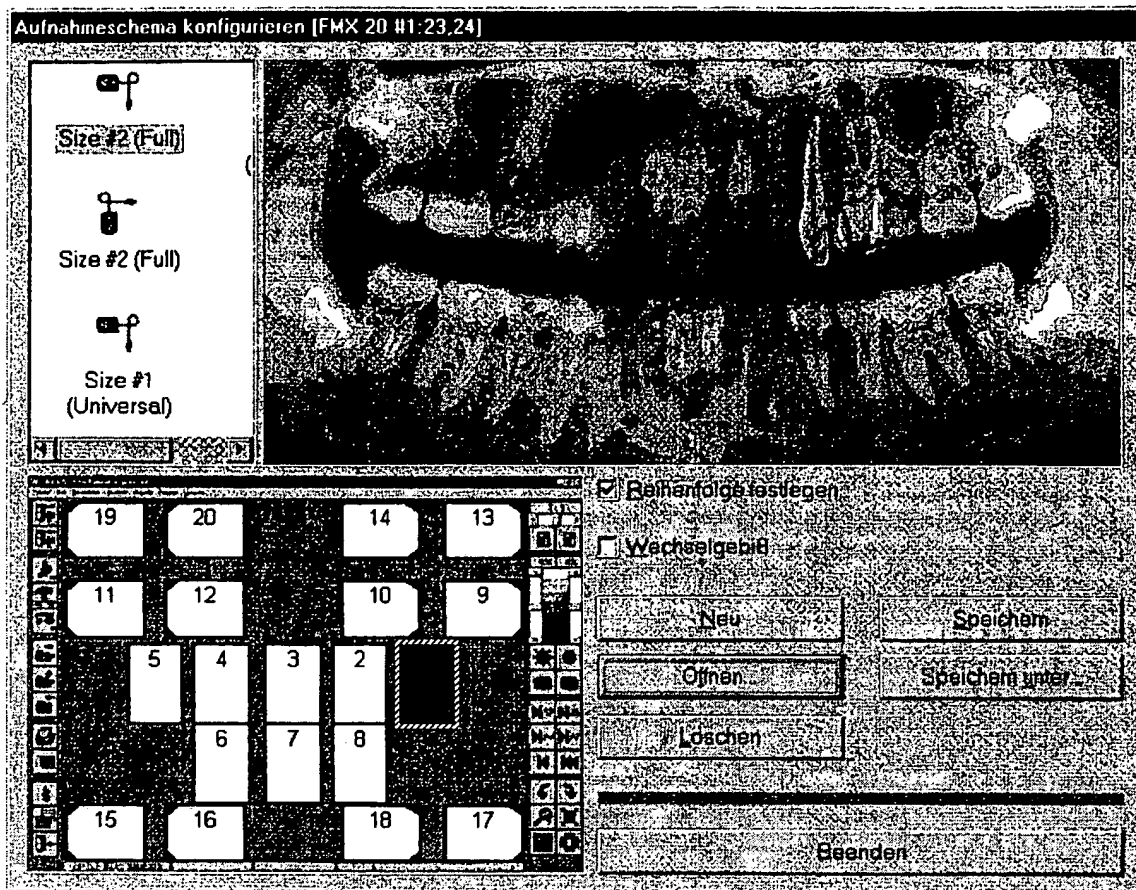 Aufnahmeschema konfigurieren [FMX 20 #1:23,24]
Size #2 (Full)
Size #2 (Full)
Size #1
(Universal)
Reihenfolge festlegen
Wechselgebiß
Neu
Speichern
Öffnen...
Speichern unter...
Löschen
Beenden
19 20 14 13
11 12 10 9
5 4 3 2
6 7 8
15 16 18 17